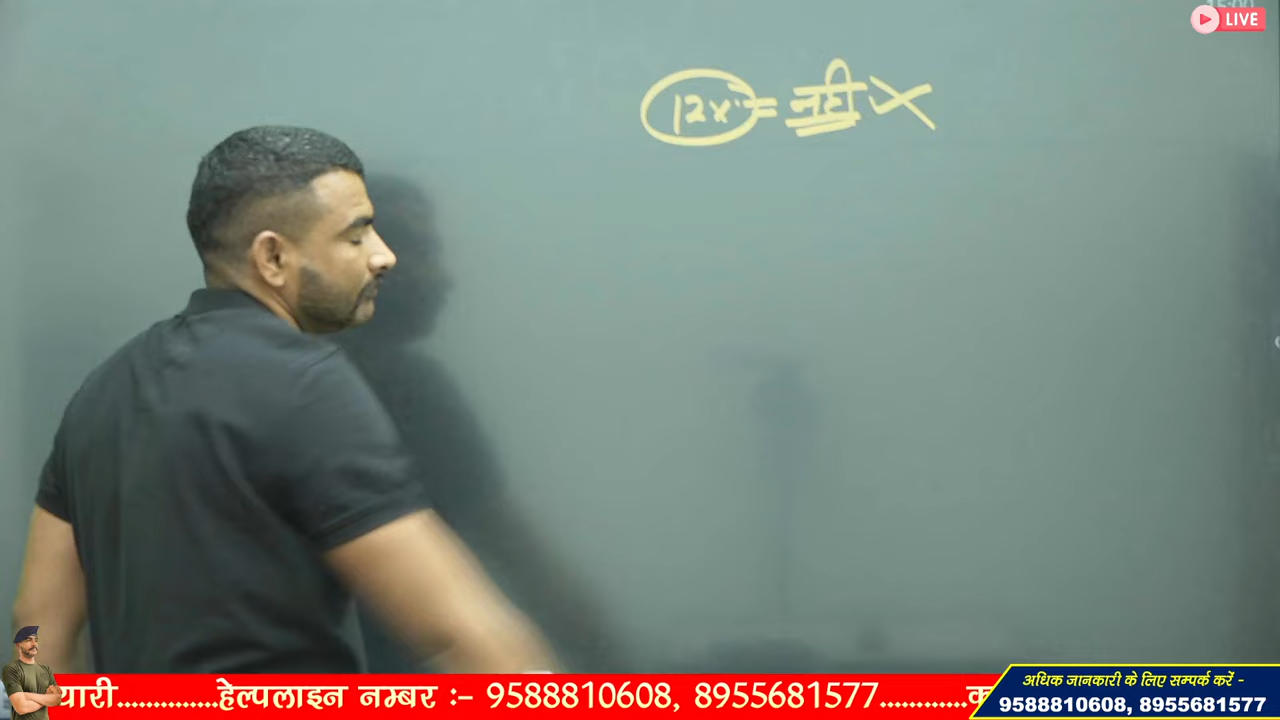 LIVE
12x = नही X
यारी..............हेल्पलाइन नम्बर :- 9588810608, 8955681577............क
अधिक जानकारी के लिए सम्पर्क करें -
9588810608, 8955681577